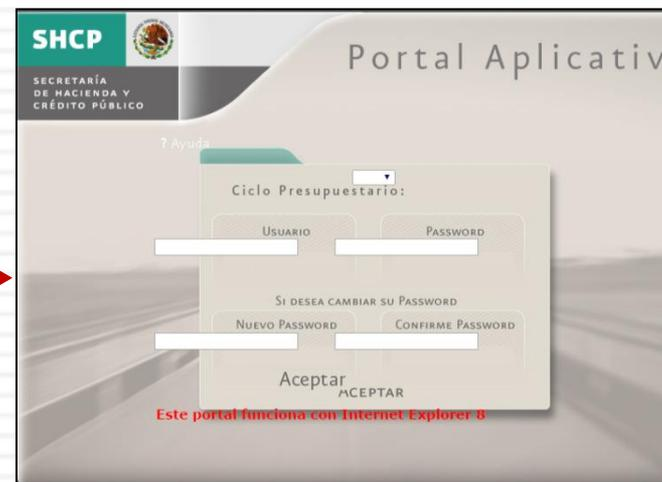 SHCP
SECRETARÍA
DE HACIENDA Y
CRÉDITO PÚBLICO
Portal Aplicativ
? Ayuda
Ciclo Presupuestario:
USUARIO PASSWORD
SI DESEA CAMBIAR SU PASSWORD
NUEVO PASSWORD CONFIRME PASSWORD
Aceptar
ACEPTAR
Este portal funciona con Internet Explorer 8